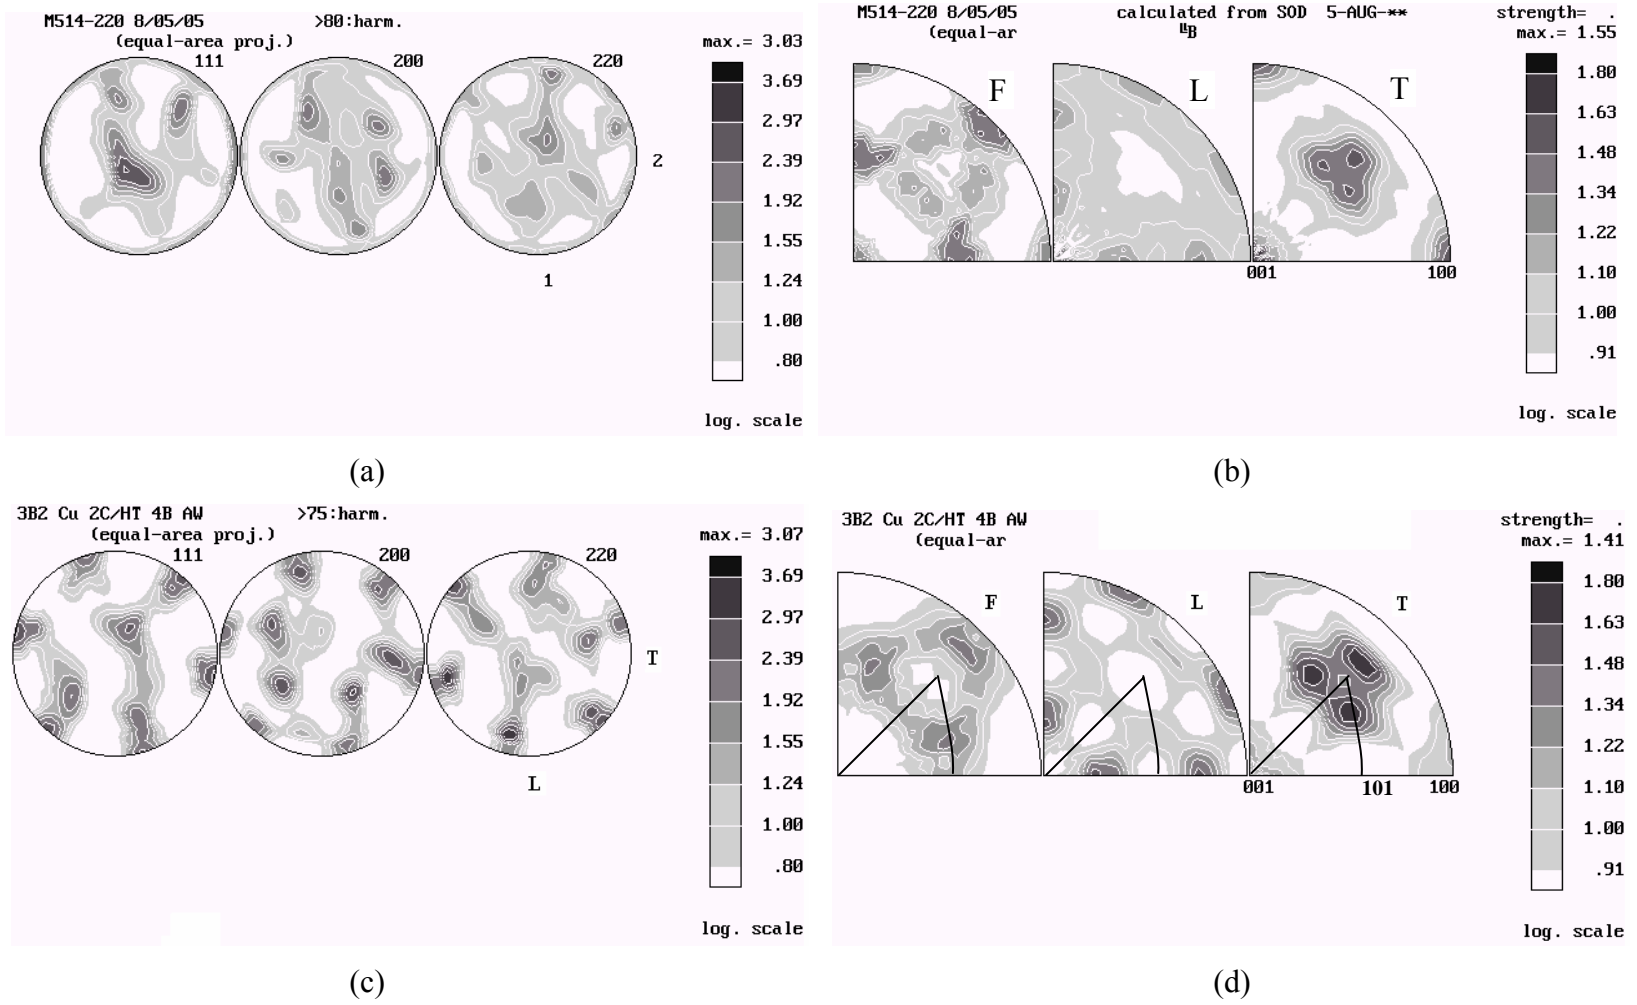 M514-220 8/05/05 >80:harm.
(equal-area proj.) max.= 3.03
111 200 220
3.69
2.97
2.39
2
1.92
1.55
1
1.24
1.00
.80
log. scale
(a)
M514-220 8/05/05 calculated from SOD 5-AUG-** strength= .
(equal-ar max.= 1.55
F L T
1.80
1.63
1.48
1.34
1.22
001 100 1.10
1.00
.91
log. scale
(b)
3B2 Cu 2C/HT 4B AW >75:harm.
(equal-area proj.) max.= 3.07
111 200 220
3.69
2.97
2.39
T
1.92
1.55
L 1.24
1.00
.80
log. scale
(c)
3B2 Cu 2C/HT 4B AW strength= .
(equal-ar max.= 1.41
F L T
1.80
1.63
1.48
1.34
1.22
001 101 100 1.10
1.00
.91
log. scale
(d)